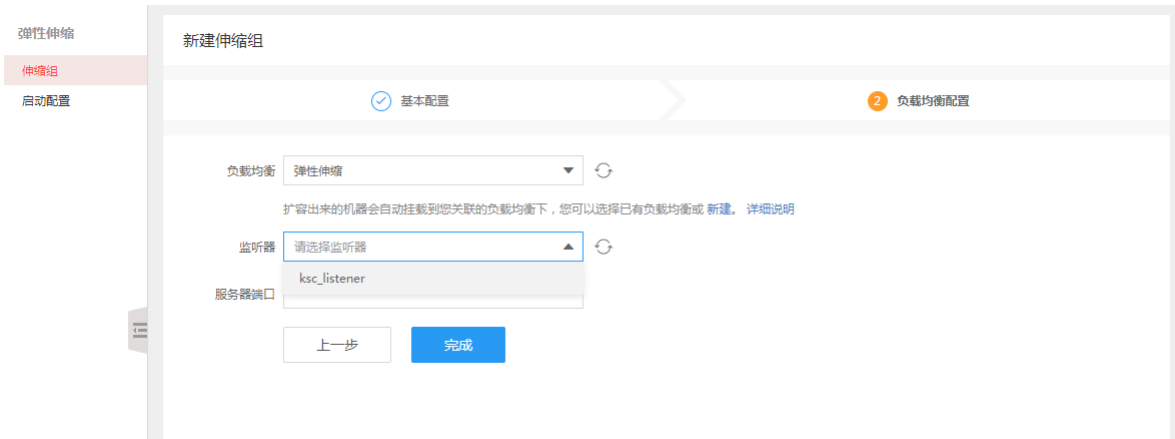 弹性伸缩
伸缩组
启动配置
新建伸缩组
基本配置
2 负载均衡配置
负载均衡 弹性伸缩
扩容出来的机器会自动挂载到您关联的负载均衡下，您可以选择已有负载均衡或 新建。 详细说明
监听器 请选择监听器
ksc_listener
服务器端口
上一步 完成